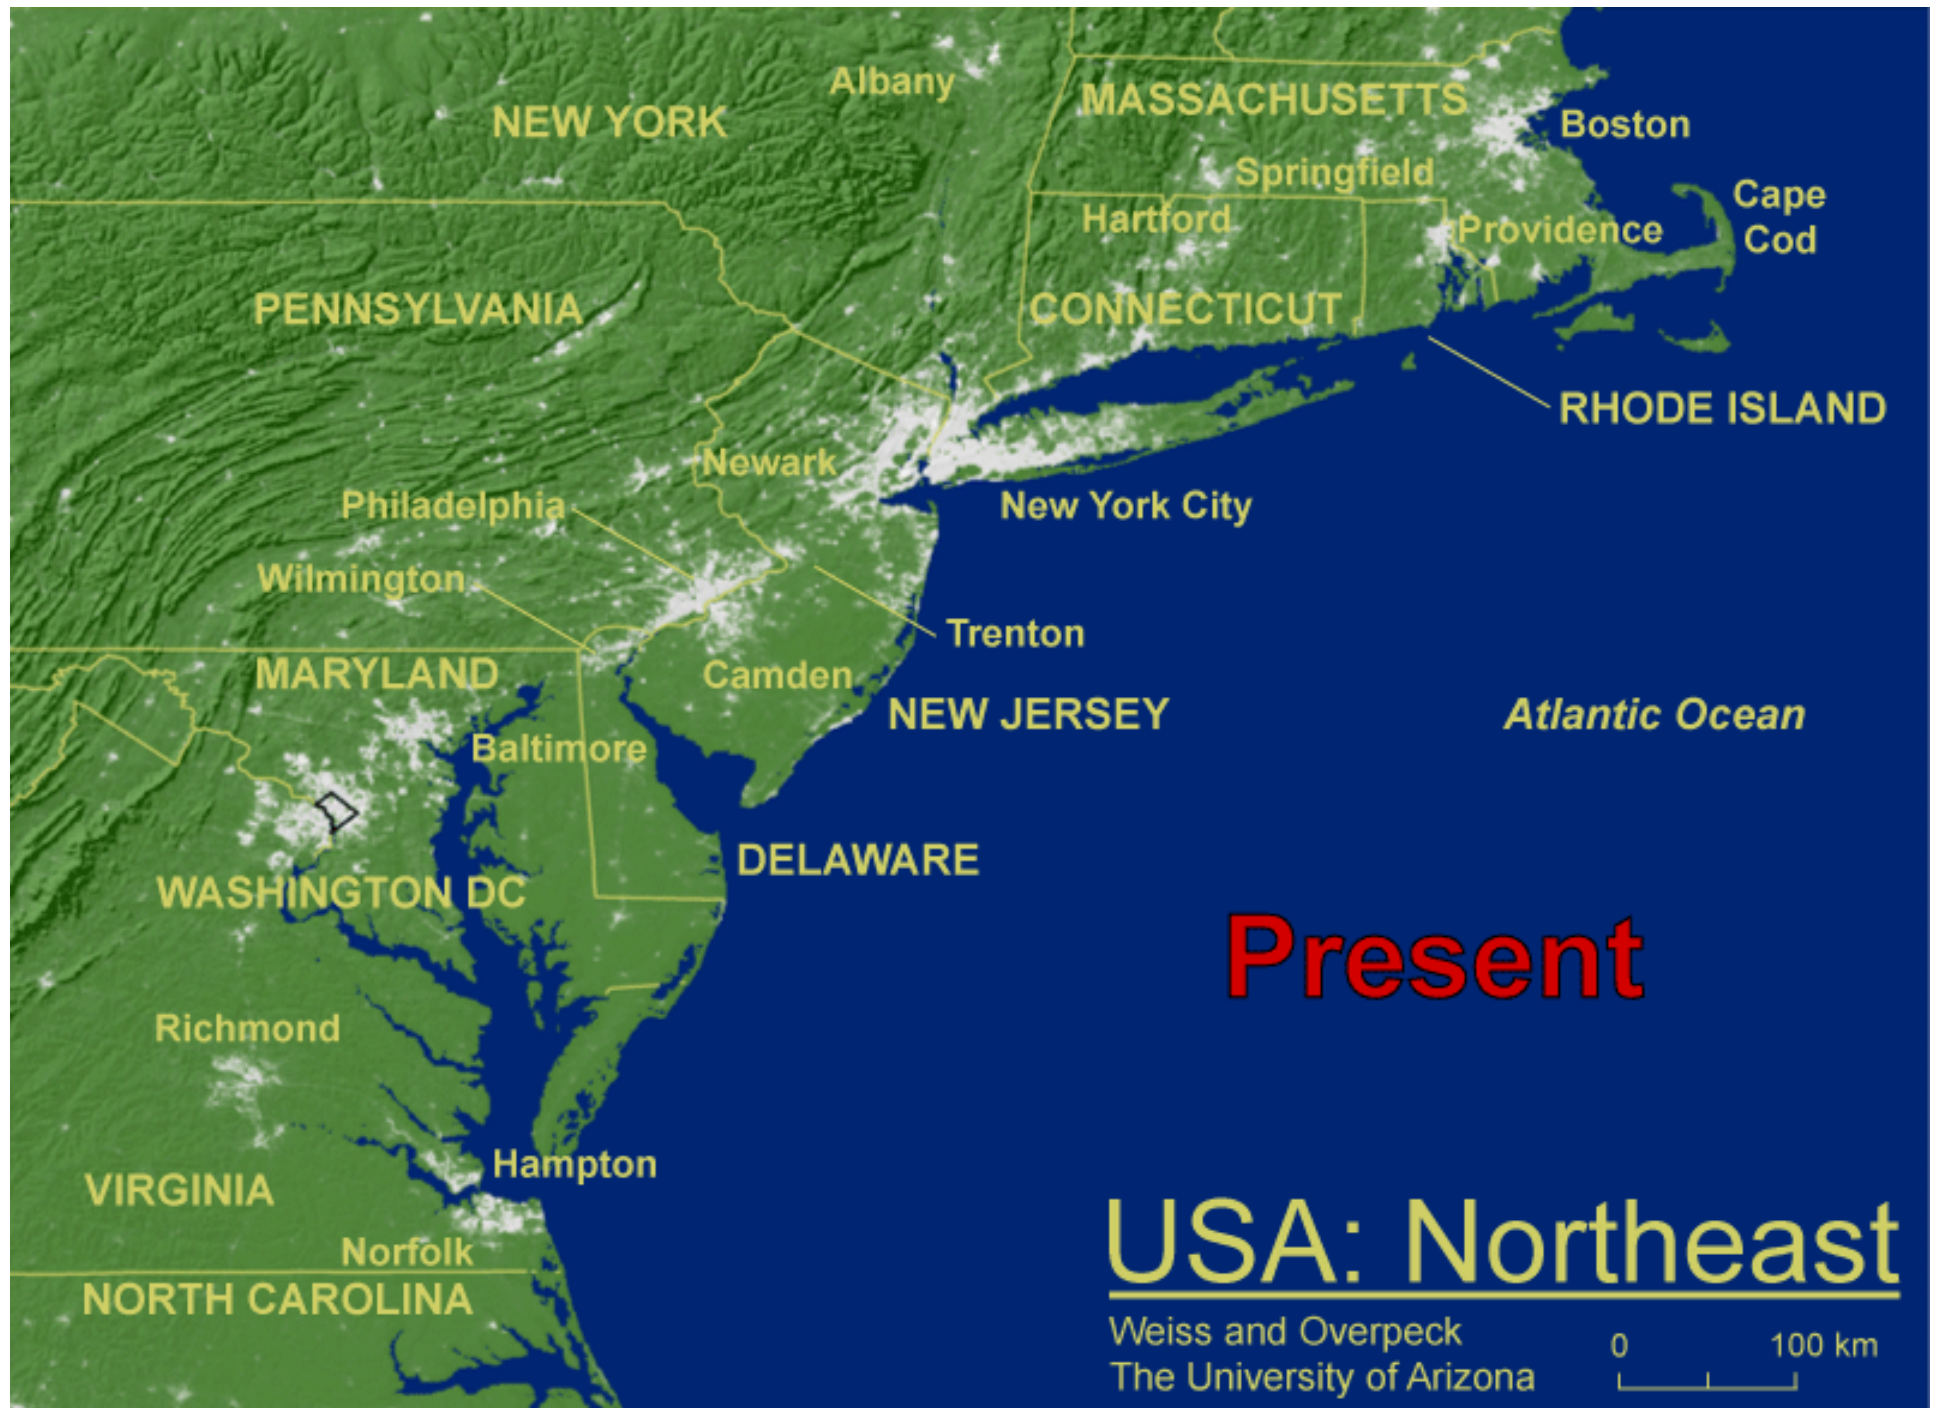 Albany
MASSACHUSETTS
NEW YORK
Boston
Springfield
Cape
Cod
Hartford
Providence
PENNSYLVANIA
CONNECTICUT
RHODE ISLAND
Newark
Philadelphia
New York City
Wilmington
Trenton
MARYLAND
Camden
NEW JERSEY
Atlantic Ocean
Baltimore
DELAWARE
WASHINGTON DC
Present
Richmond
Hampton
VIRGINIA
USA: Northeast
Norfolk
NORTH CAROLINA
Weiss and Overpeck
The University of Arizona
0 100 km